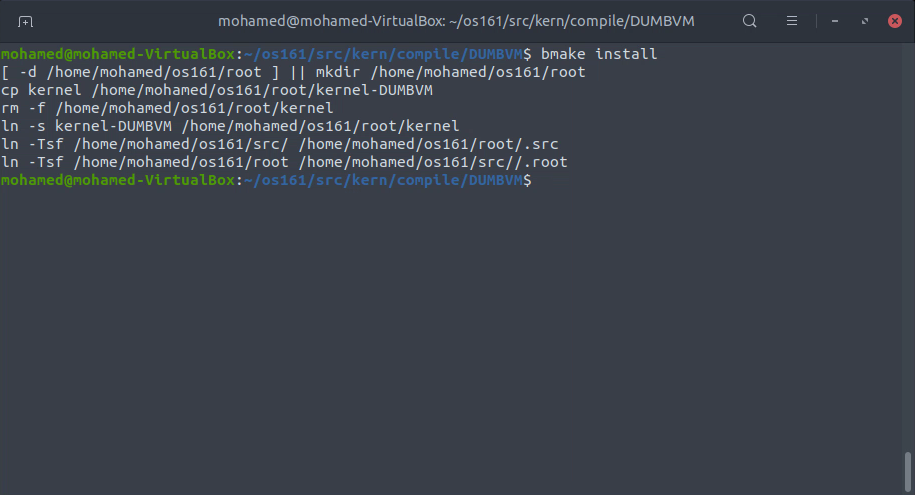 mohamed@mohamed-VirtualBox: ~/os161/src/kern/compile/DUMBVM
mohamed@mohamed-VirtualBox:~/os161/src/kern/compile/DUMBVM$ bmake install
[ -d /home/mohamed/os161/root ] || mkdir /home/mohamed/os161/root
cp kernel /home/mohamed/os161/root/kernel-DUMBVM
rm -f /home/mohamed/os161/root/kernel
ln -s kernel-DUMBVM /home/mohamed/os161/root/kernel
ln -Tsf /home/mohamed/os161/src/ /home/mohamed/os161/root/.src
ln -Tsf /home/mohamed/os161/root /home/mohamed/os161/src//.root
mohamed@mohamed-VirtualBox:~/os161/src/kern/compile/DUMBVM$